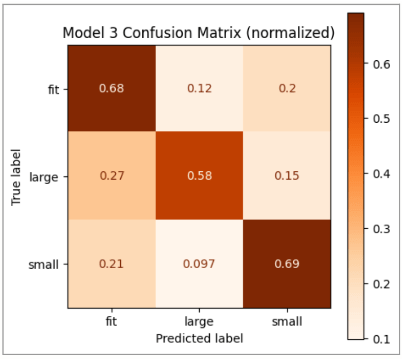 Model 3 Confusion Matrix (normalized)
fit 0.68 0.12 0.2
large 0.27 0.58 0.15
small 0.21 0.097 0.69
fit large small
Predicted label
True label
0.6
0.5
0.4
0.3
0.2
0.1